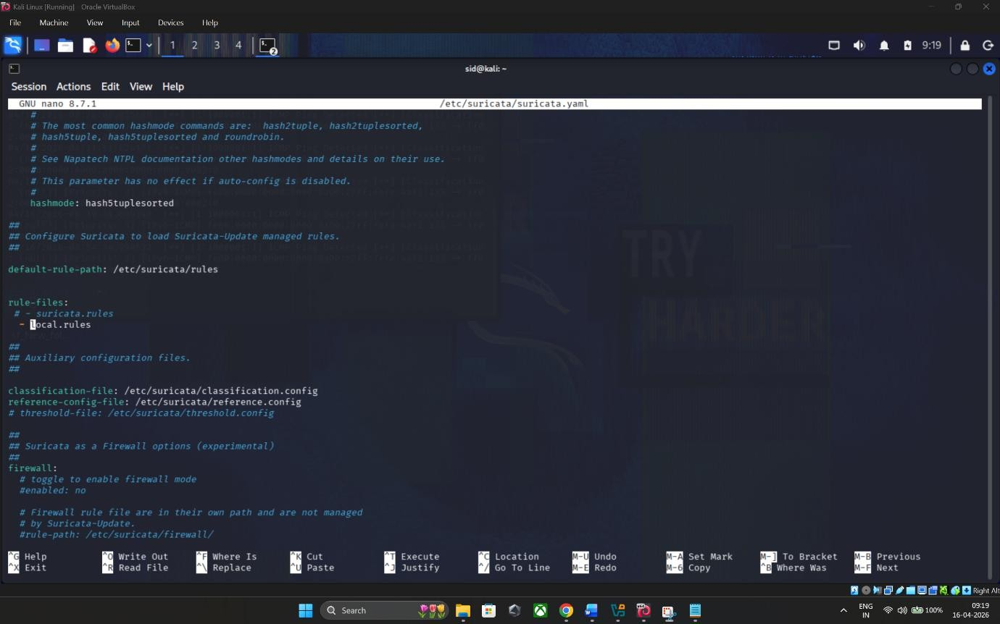 Kali Linux [Running] - Oracle VirtualBox
File Machine View Input Devices Help
1 2 3 4 2 9:19
sid@kali: ~
Session Actions Edit View Help
GNU nano 8.7.1 /etc/suricata/suricata.yaml
#
# The most common hashmode commands are: hash2tuple, hash2tuplesorted,
# hash5tuple, hash5tuplesorted and roundrobin.
#
# See Napatech NTPL documentation other hashmodes and details on their use.
#
# This parameter has no effect if auto-config is disabled.
#
hashmode: hash5tuplesorted
##
## Configure Suricata to load Suricata-Update managed rules.
##
default-rule-path: /etc/suricata/rules
rule-files:
# - suricata.rules
- local.rules
##
## Auxiliary configuration files.
##
classification-file: /etc/suricata/classification.config
reference-config-file: /etc/suricata/reference.config
# threshold-file: /etc/suricata/threshold.config
##
## Suricata as a Firewall options (experimental)
##
firewall:
# toggle to enable firewall mode
#enabled: no
# Firewall rule file are in their own path and are not managed
# by Suricata-Update.
#rule-path: /etc/suricata/firewall/
TRY
HARDER
^G Help ^O Write Out ^F Where Is ^K Cut ^T Execute ^C Location M-U Undo M-A Set Mark M-] To Bracket M-B Previous
^X Exit ^R Read File ^\ Replace ^U Paste ^J Justify ^/ Go To Line M-E Redo M-6 Copy ^B Where Was M-F Next
Right Alt
Search
ENG
IN
100%
09:19
16-04-2026